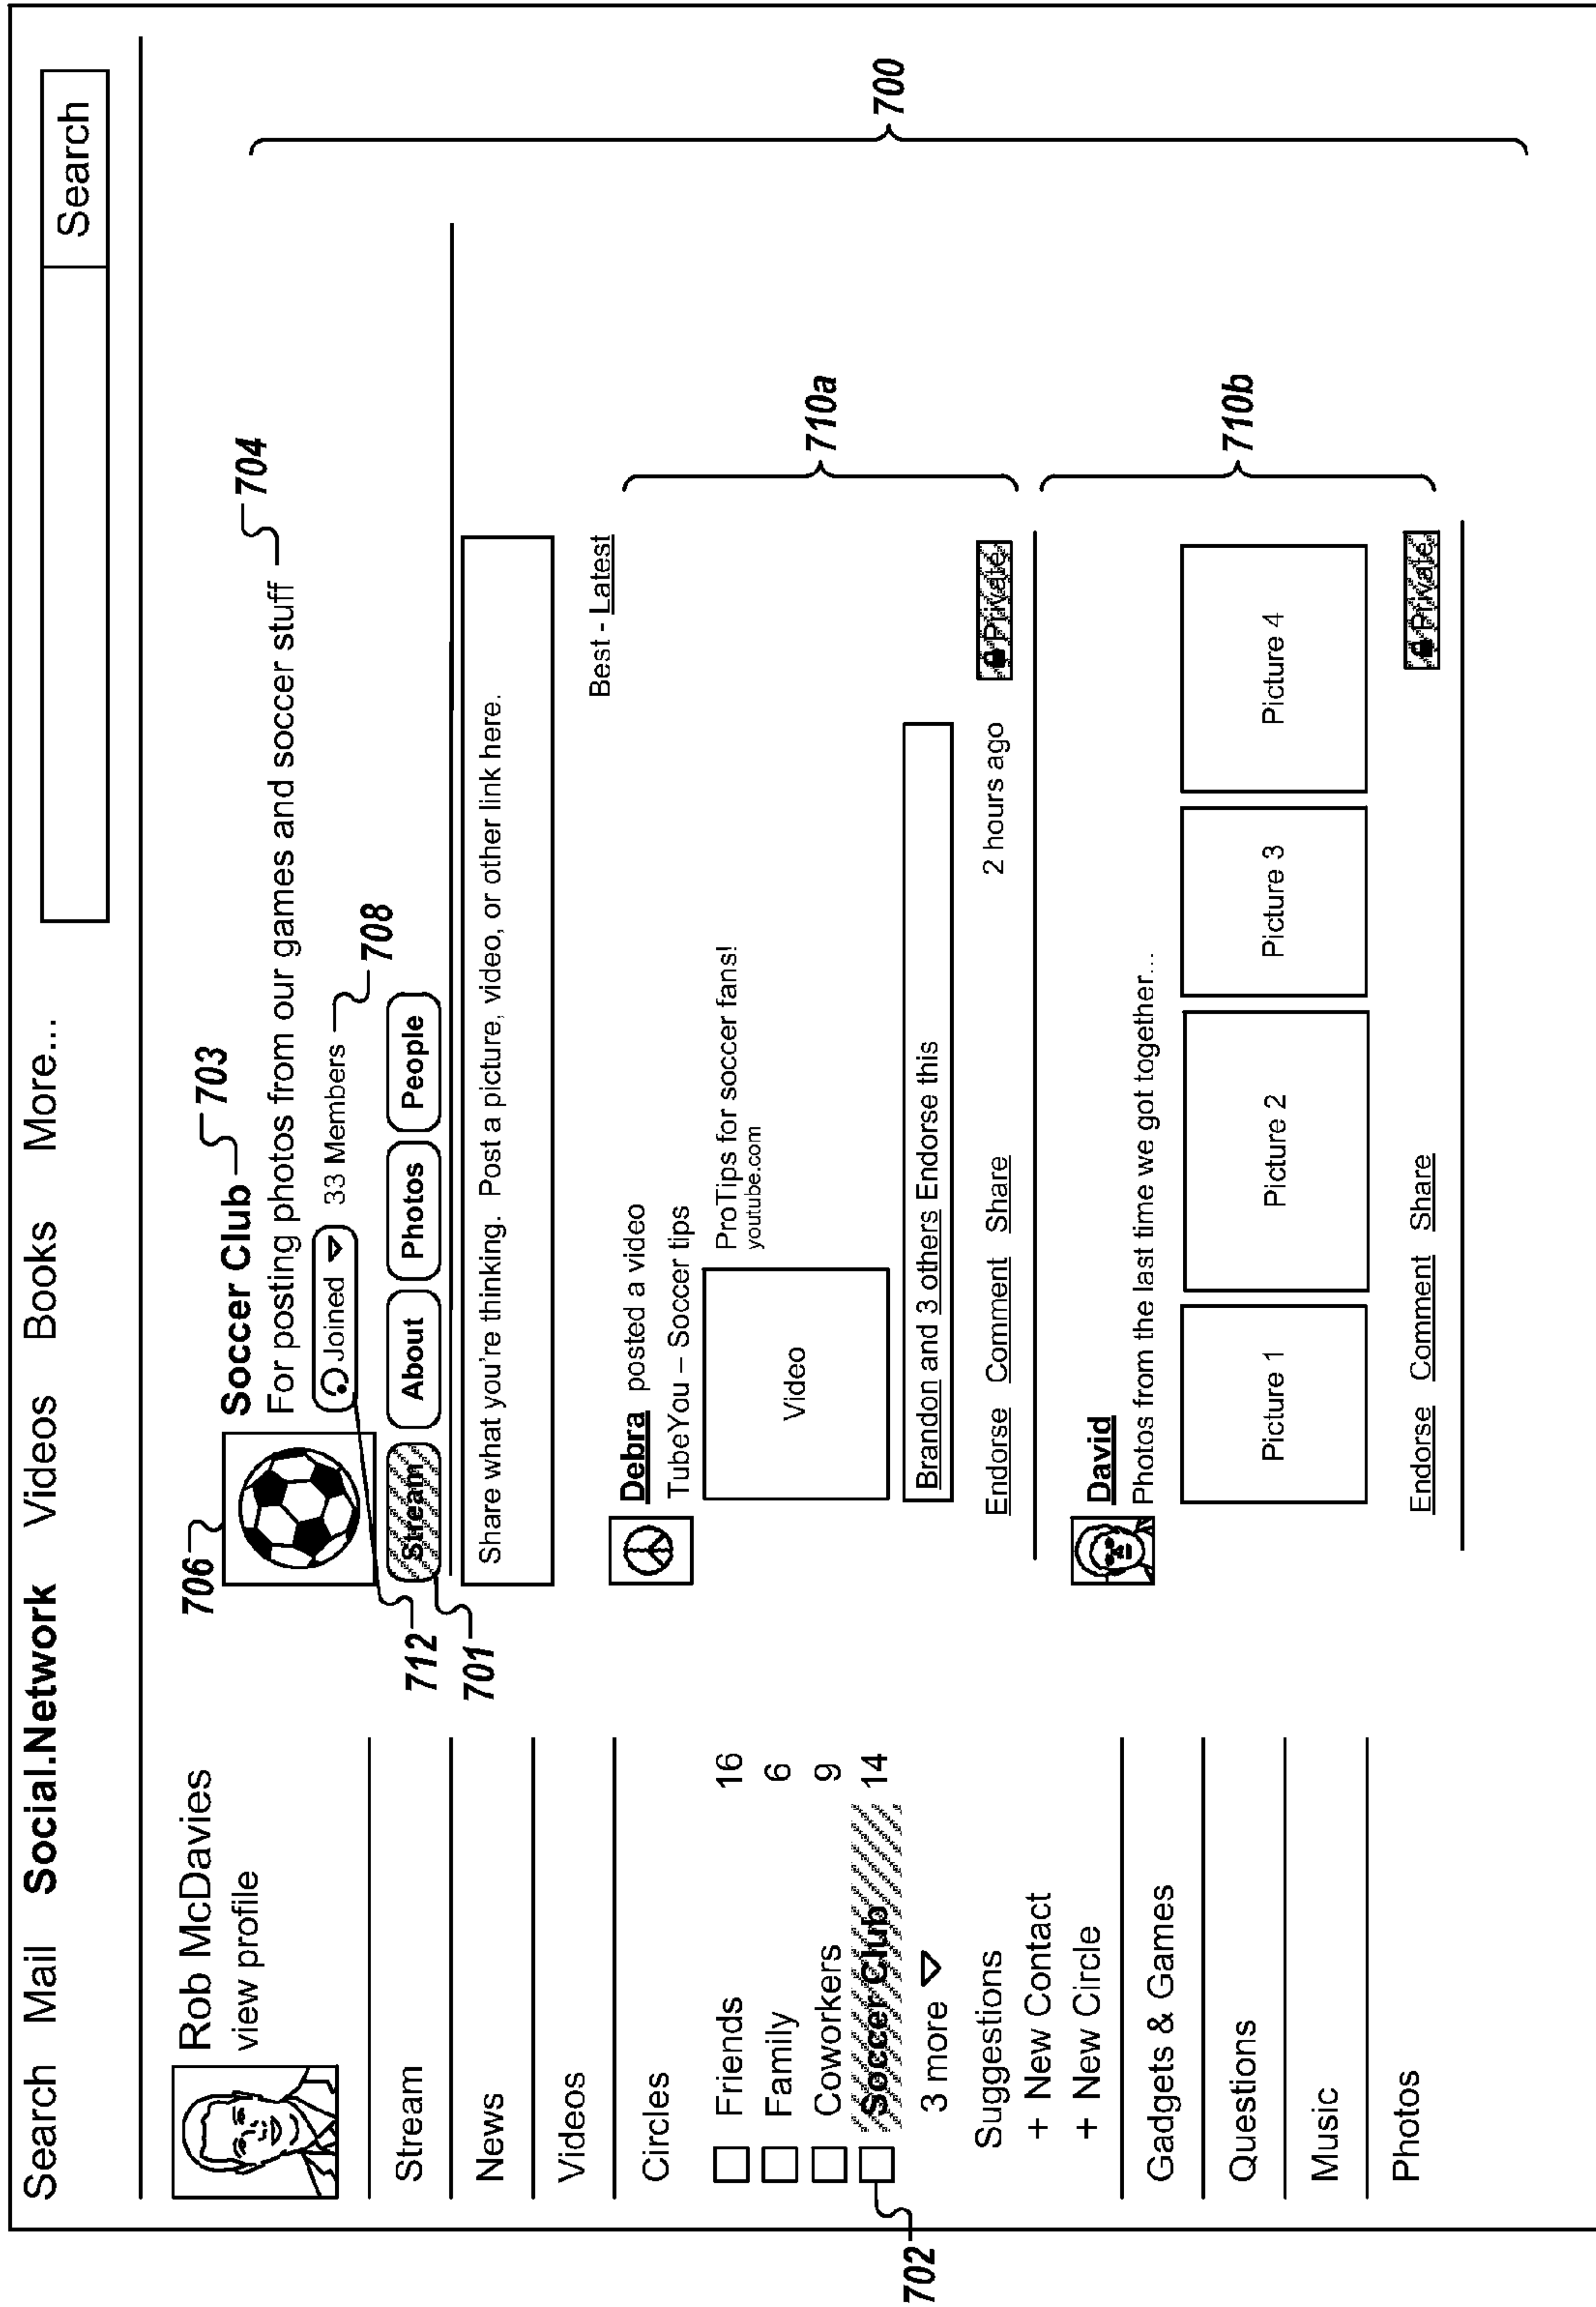 Search Mail Social.Network Videos Books More...
Search
Rob McDavies
view profile
Stream
News
Videos
Circles
Friends 16
Family 6
Coworkers 9
Soccer Club 14
3 more
Suggestions
+ New Contact
+ New Circle
Gadgets & Games
Questions
Music
Photos
702
706
Soccer Club 703
For posting photos from our games and soccer stuff 704
Joined 33 Members 708
712
701
Stream About Photos People
Share what you're thinking. Post a picture, video, or other link here.
Best - Latest
Debra posted a video
TubeYou – Soccer tips
Video
ProTips for soccer fans!
youtube.com
Brandon and 3 others Endorse this
Endorse Comment Share 2 hours ago Private
710a
David
Photos from the last time we got together...
Picture 1 Picture 2 Picture 3 Picture 4
Endorse Comment Share Private
710b
700